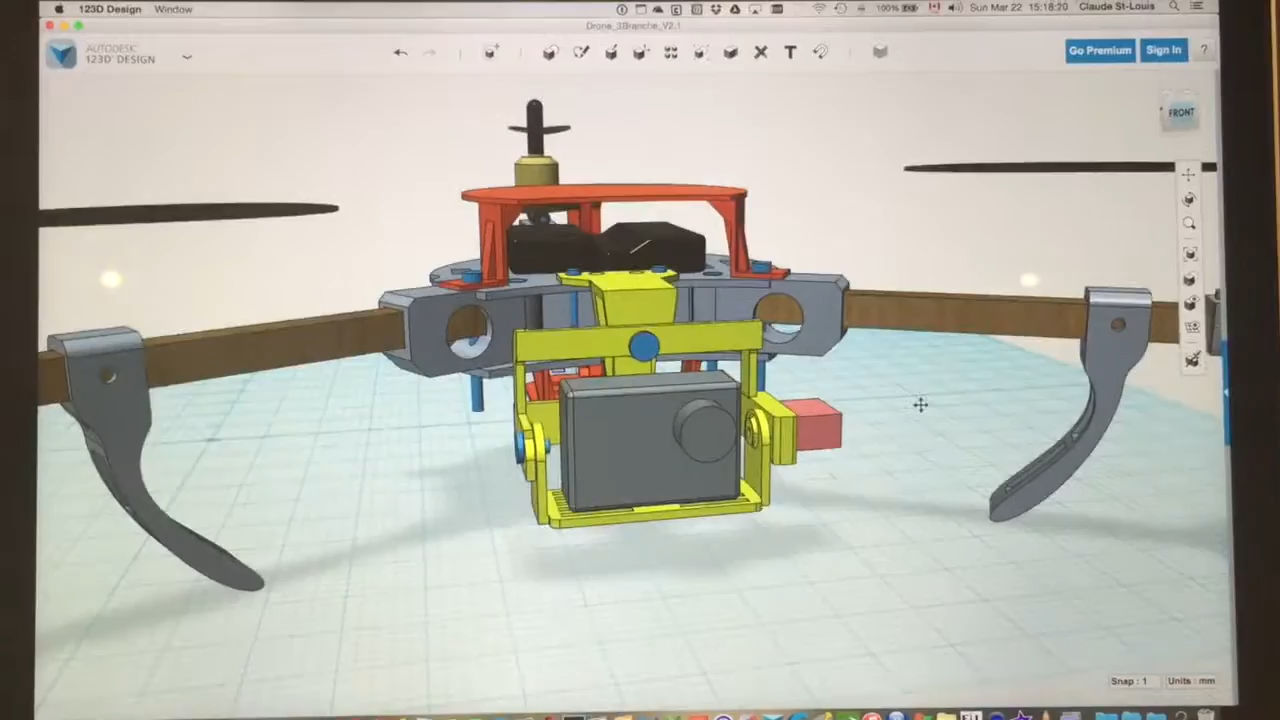 123D Design Window
100% Sun Mar 22 15:18:20 Claude St-Louis
Drone_3Branche_V2.1
AUTODESK
123D® DESIGN
T
Go Premium Sign In ?
FRONT
Snap : 1 Units : mm